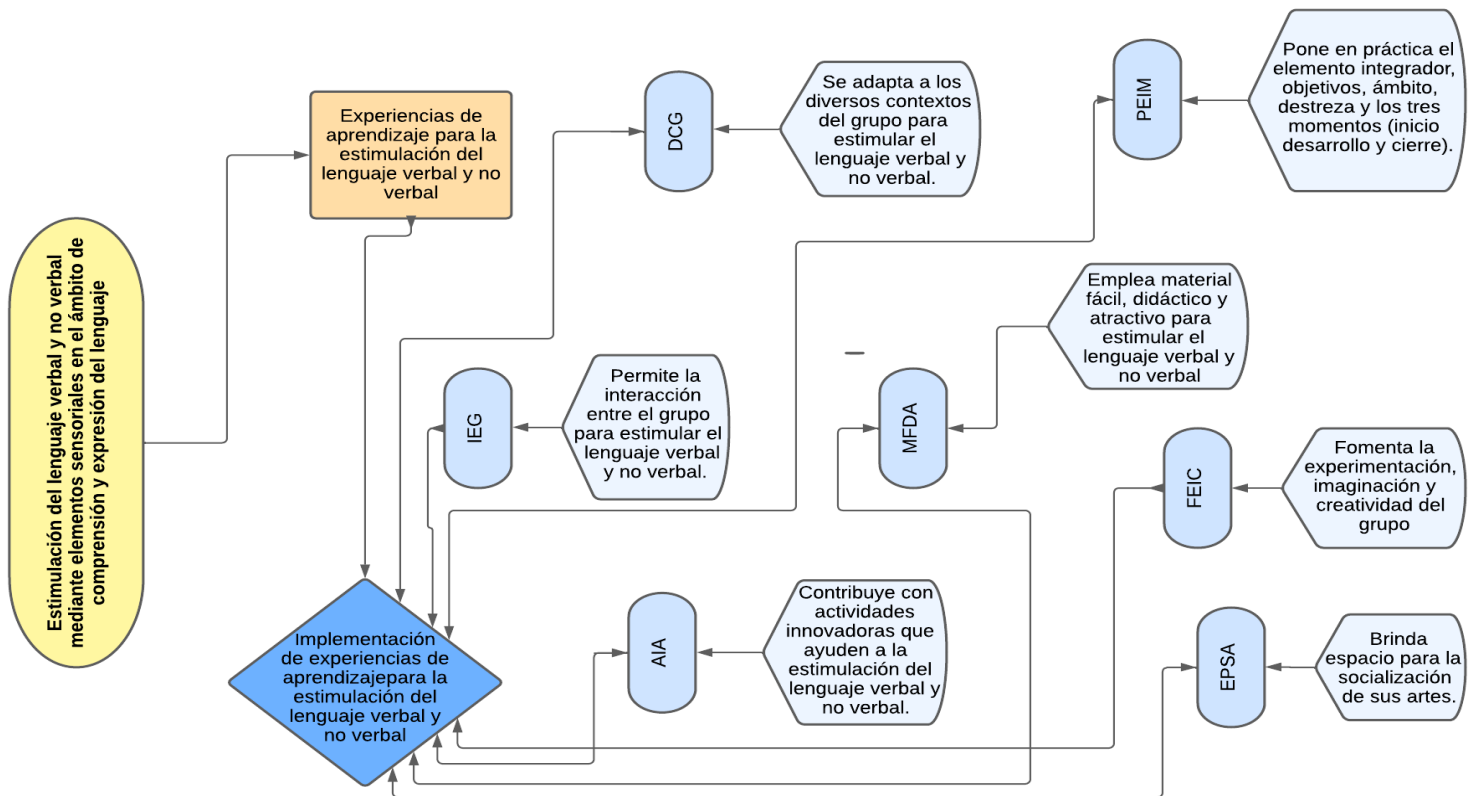 Estimulación del lenguaje verbal y no verbal
mediante elementos sensoriales en el ámbito de
comprensión y expresión del lenguaje
Experiencias de
aprendizaje para la
estimulación del
lenguaje verbal y no
verbal
Implementación
de experiencias de
aprendizajepara la
estimulación del
lenguaje verbal y
no verbal
DCG
Se adapta a los
diversos contextos
del grupo para
estimular el
lenguaje verbal y
no verbal.
PEIM
Pone en práctica el
elemento integrador,
objetivos, ámbito,
destreza y los tres
momentos (inicio
desarrollo y cierre).
IEG
Permite la
interacción
entre el grupo
para estimular el
lenguaje verbal
y no verbal.
MFDA
Emplea material
fácil, didáctico y
atractivo para
estimular el
lenguaje verbal y
no verbal
FEIC
Fomenta la
experimentación,
imaginación y
creatividad del
grupo
AIA
Contribuye con
actividades
innovadoras que
ayuden a la
estimulación del
lenguaje verbal y
no verbal.
EPSA
Brinda
espacio para la
socialización
de sus artes.